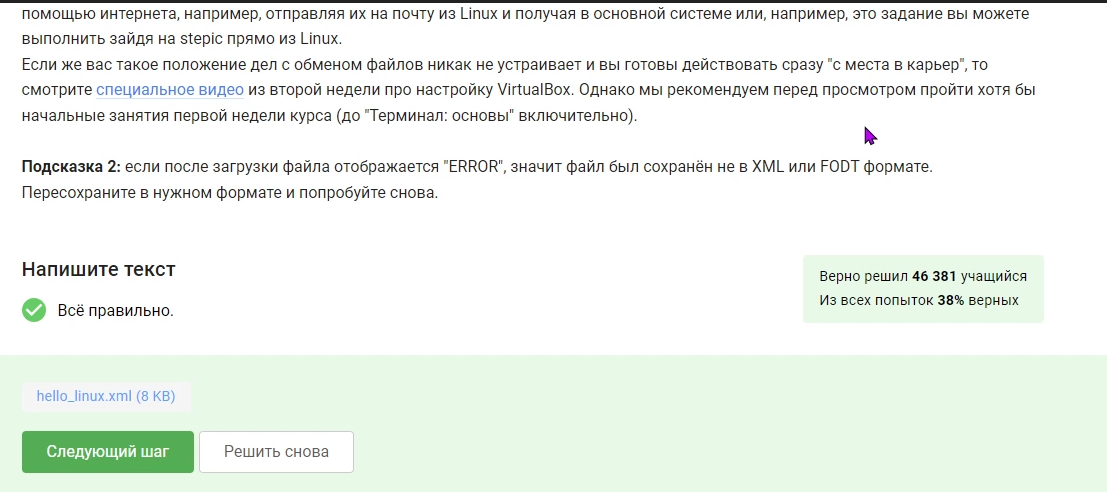 помощью интернета, например, отправляя их на почту из Linux и получая в основной системе или, например, это задание вы можете
выполнить зайдя на stepic прямо из Linux.
Если же вас такое положение дел с обменом файлов никак не устраивает и вы готовы действовать сразу "с места в карьер", то
смотрите специальное видео из второй недели про настройку VirtualBox. Однако мы рекомендуем перед просмотром пройти хотя бы
начальные занятия первой недели курса (до "Терминал: основы" включительно).
Подсказка 2: если после загрузки файла отображается "ERROR", значит файл был сохранён не в XML или FODT формате.
Пересохраните в нужном формате и попробуйте снова.
Напишите текст
Всё правильно.
Верно решил 46 381 учащийся
Из всех попыток 38% верных
hello_linux.xml (8 KB)
Следующий шаг
Решить снова